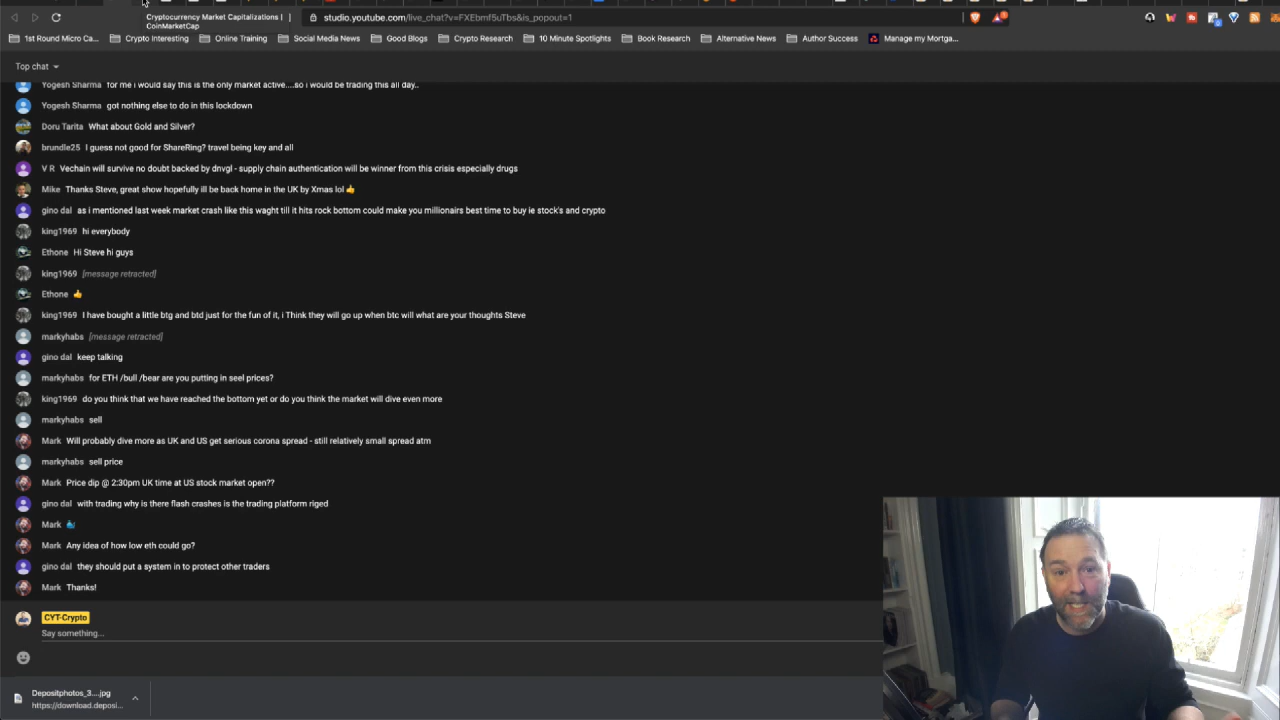 Cryptocurrency Market Capitalizations |
CoinMarketCap
studio.youtube.com/live_chat?v=FXEbmf5uTbs&is_popout=1
1st Round Micro Ca... Crypto Interesting Online Training Social Media News Good Blogs Crypto Research 10 Minute Spotlights Book Research Alternative News Author Success Manage my Mortga...
Top chat
Yogesh Sharma for me i would say this is the only market active....so i would be trading this all day..
Yogesh Sharma got nothing else to do in this lockdown
Doru Tarita What about Gold and Silver?
brundle25 I guess not good for ShareRing? travel being key and all
V R Vechain will survive no doubt backed by dnvgl - supply chain authentication will be winner from this crisis especially drugs
Mike Thanks Steve, great show hopefully ill be back home in the UK by Xmas lol 👍
gino dal as i mentioned last week market crash like this waght till it hits rock bottom could make you millionairs best time to buy ie stock's and crypto
king1969 hi everybody
Ethone Hi Steve hi guys
king1969 [message retracted]
Ethone 👍
king1969 I have bought a little btg and btd just for the fun of it, i Think they will go up when btc will what are your thoughts Steve
markyhabs [message retracted]
gino dal keep talking
markyhabs for ETH /bull /bear are you putting in seel prices?
king1969 do you think that we have reached the bottom yet or do you think the market will dive even more
markyhabs sell
Mark Will probably dive more as UK and US get serious corona spread - still relatively small spread atm
markyhabs sell price
Mark Price dip @ 2:30pm UK time at US stock market open??
gino dal with trading why is there flash crashes is the trading platform riged
Mark 🐳
Mark Any idea of how low eth could go?
gino dal they should put a system in to protect other traders
Mark Thanks!
CYT-Crypto
Say something...
Depositphotos_3....jpg
https://download.deposi...